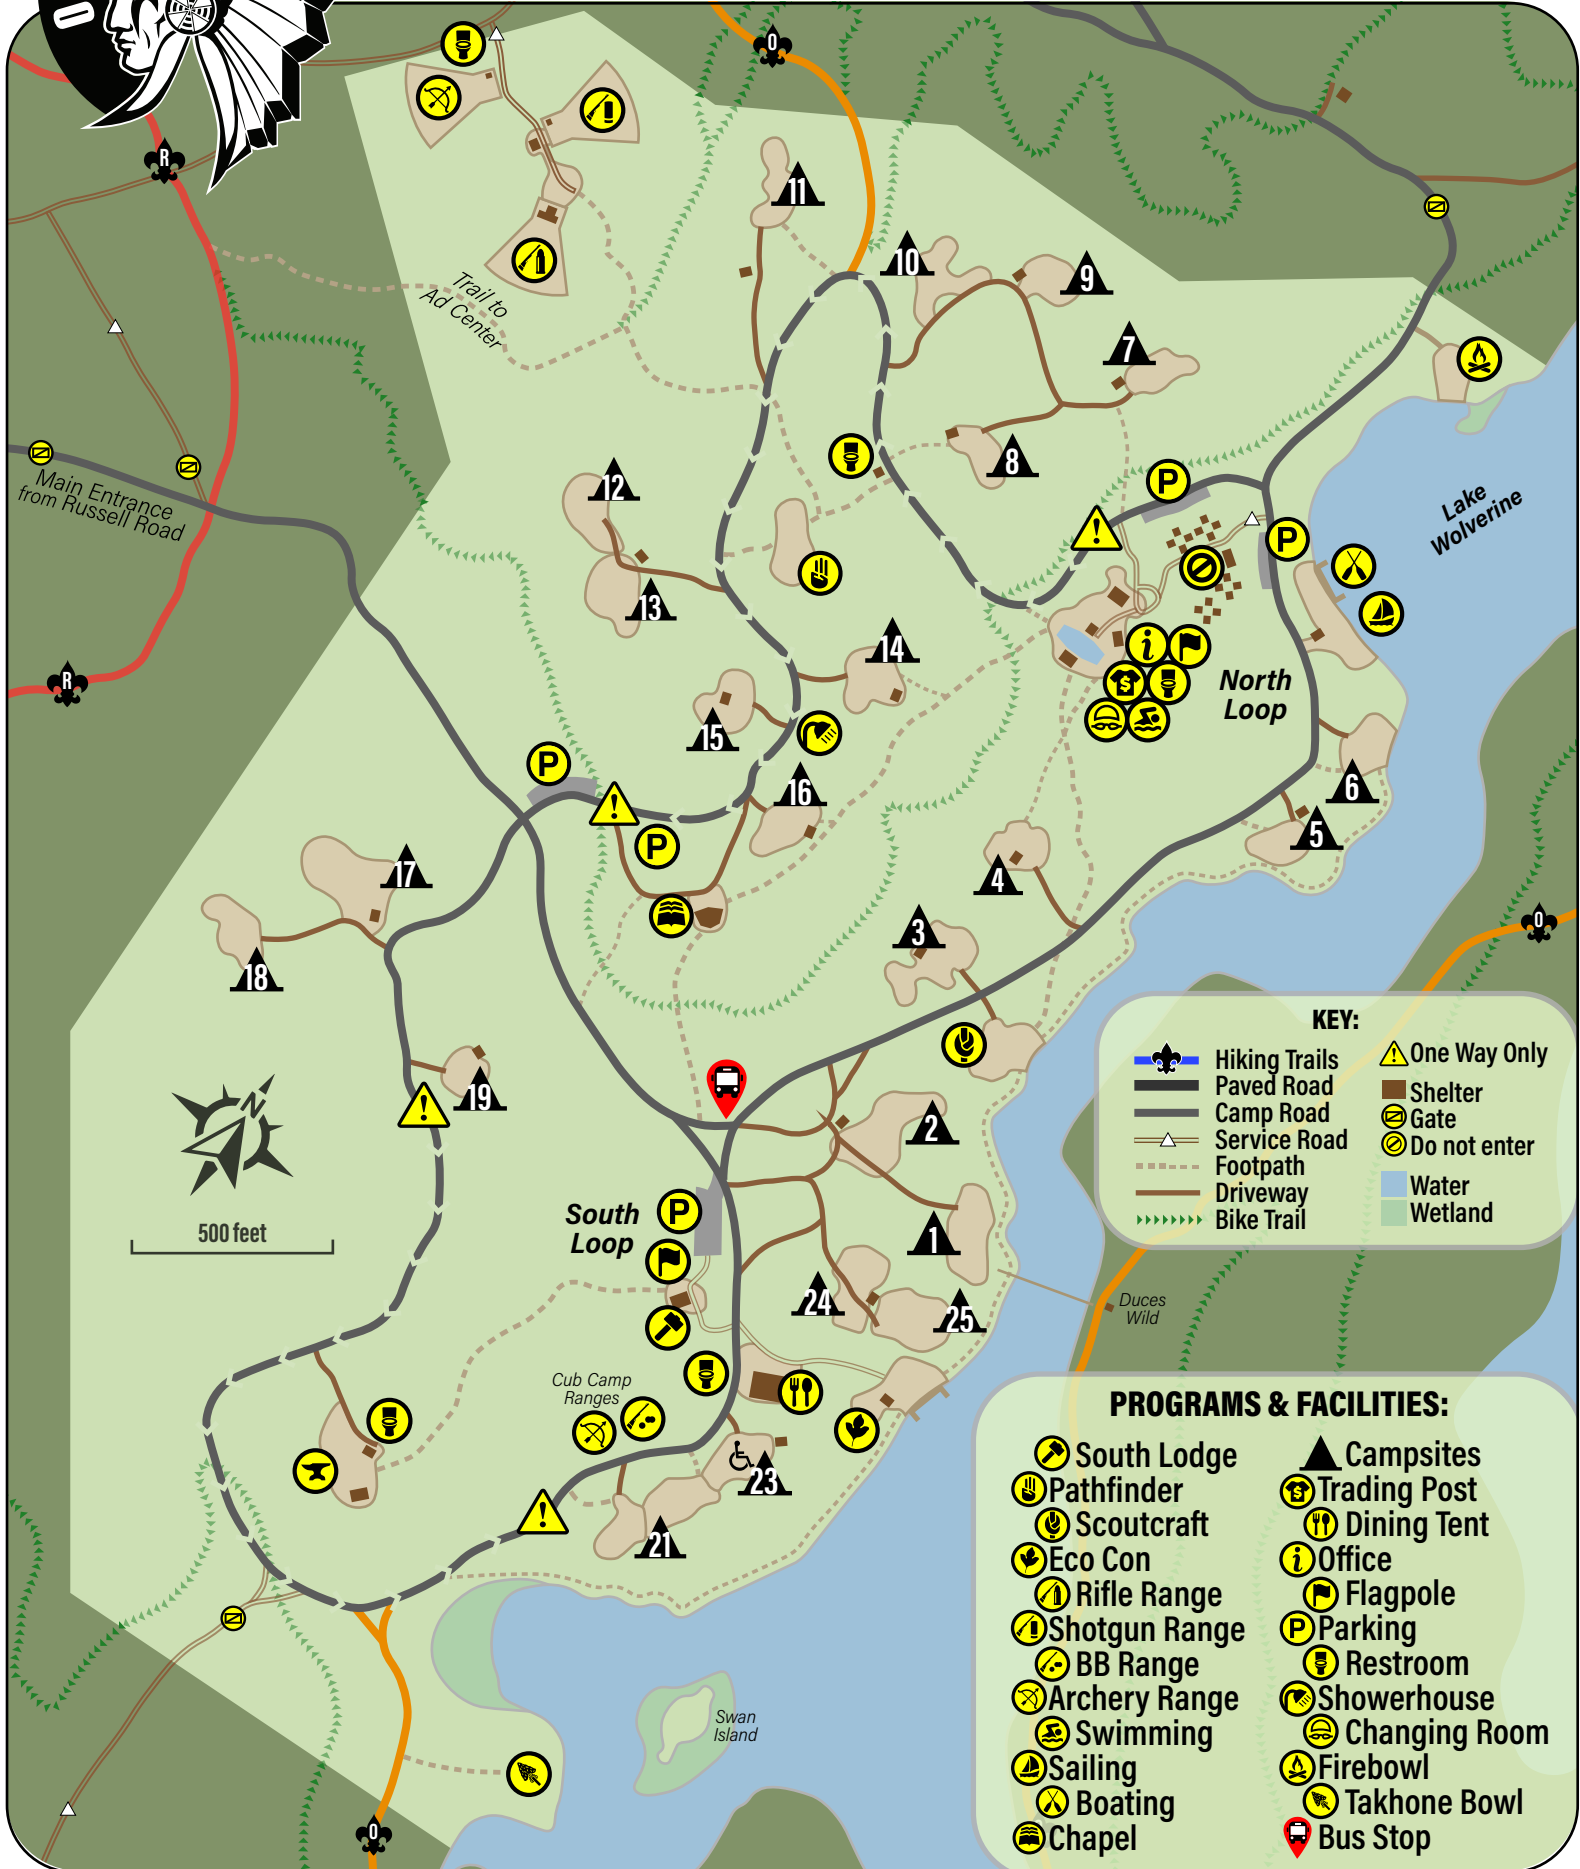 O
R
11
10
9
7
8
Trail to
Ad Center
Main Entrance
from Russell Road
12
13
P
P
Lake
Wolverine
14
15
16
i
S
North
Loop
R
P
P
6
5
4
3
17
18
19
O
N
500 feet
South
Loop
P
2
1
24
25
Duces
Wild
Cub Camp
Ranges
23
21
Swan
Island
O
KEY:
Hiking Trails
Paved Road
Camp Road
Service Road
Footpath
Driveway
Bike Trail
One Way Only
Shelter
Gate
Do not enter
Water
Wetland
PROGRAMS & FACILITIES:
South Lodge
Pathfinder
Scoutcraft
Eco Con
Rifle Range
Shotgun Range
BB Range
Archery Range
Swimming
Sailing
Boating
Chapel
Campsites
Trading Post
Dining Tent
Office
Flagpole
Parking
Restroom
Showerhouse
Changing Room
Firebowl
Takhone Bowl
Bus Stop